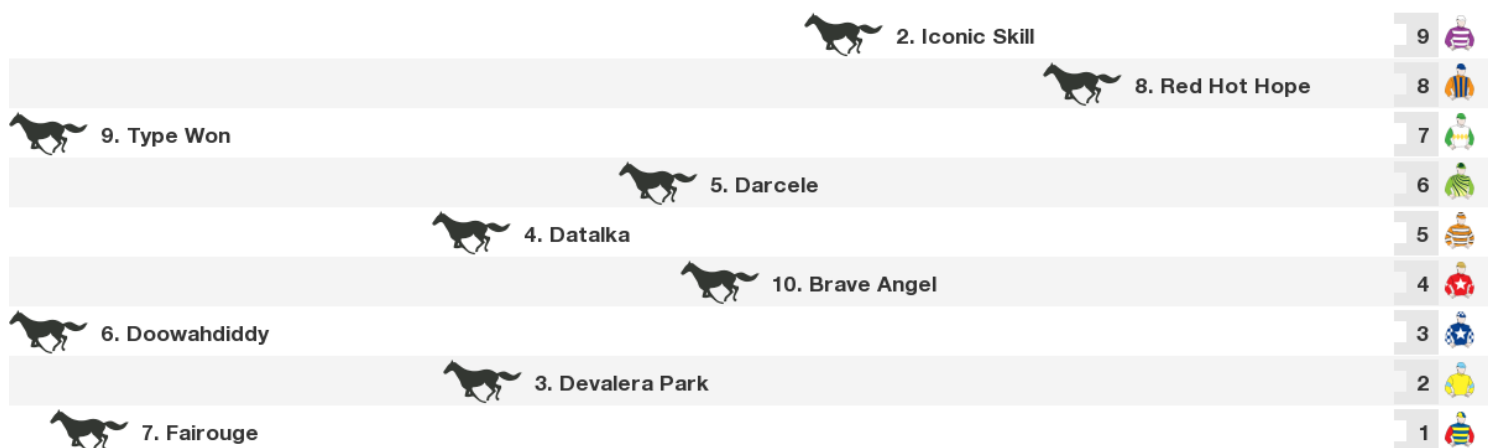 2. Iconic Skill 9
8. Red Hot Hope 8
9. Type Won 7
5. Darcele 6
4. Datalka 5
10. Brave Angel 4
6. Doowahdiddy 3
3. Devalera Park 2
7. Fairouge 1